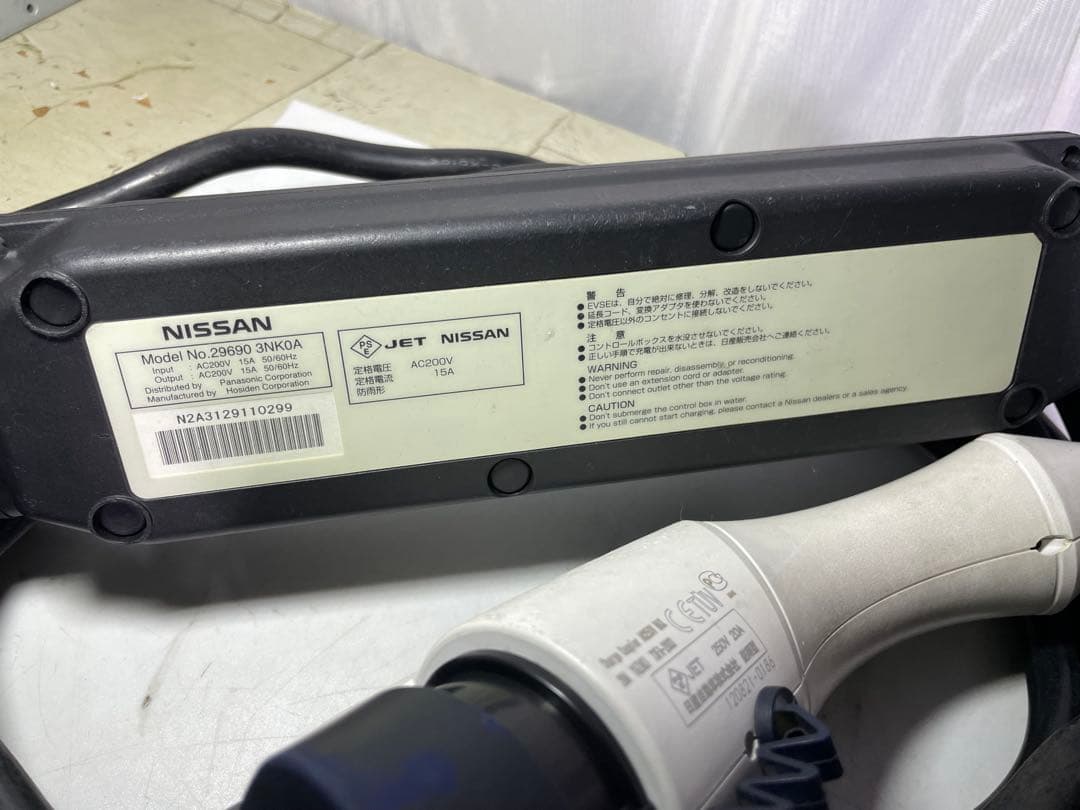 NISSAN
Model No.29690 3NK0A
Input : AC200V 15A 50/60Hz
Output : AC200V 15A 50/60Hz
Distributed by Panasonic Corporation
Manufactured by Hosiden Corporation
N2A3129110299
PS
E
JET NISSAN
定格電圧 AC200V
定格電流 15A
防雨形
警 告
● EVSEは、自分で絶対に修理、分解、改造をしないでください。
● 延長コード、変換アダプタを使わないでください。
● 定格電圧以外のコンセントに接続しないでください。
注 意
● コントロールボックスを水没させないでください。
● 正しい手順で充電が出来ないときは、日産販売会社へご連絡ください。
WARNING
● Never perform repair, disassembly, or reconditioning.
● Don't use an extension cord or adapter.
● Don't connect outlet other than the voltage rating.
CAUTION
● Don't submerge the control box in water.
● If you still cannot start charging, please contact a Nissan dealers or a sales agency.
CE TÜV
JET 250V 20A
120821-0186